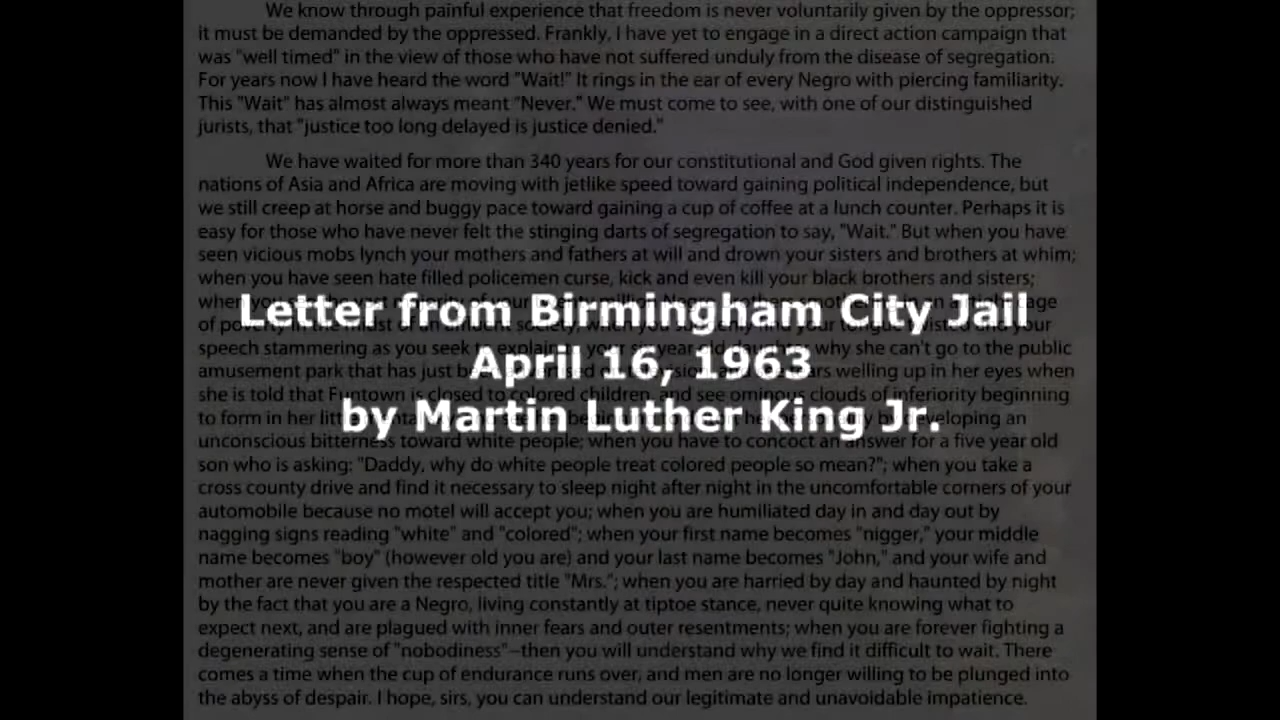 We know through painful experience that freedom is never voluntarily given by the oppressor;
it must be demanded by the oppressed. Frankly, I have yet to engage in a direct action campaign that
was "well timed" in the view of those who have not suffered unduly from the disease of segregation.
For years now I have heard the word "Wait!" It rings in the ear of every Negro with piercing familiarity.
This "Wait" has almost always meant "Never." We must come to see, with one of our distinguished
jurists, that "justice too long delayed is justice denied."
We have waited for more than 340 years for our constitutional and God given rights. The
nations of Asia and Africa are moving with jetlike speed toward gaining political independence, but
we still creep at horse and buggy pace toward gaining a cup of coffee at a lunch counter. Perhaps it is
easy for those who have never felt the stinging darts of segregation to say, "Wait." But when you have
seen vicious mobs lynch your mothers and fathers at will and drown your sisters and brothers at whim;
when you have seen hate filled policemen curse, kick and even kill your black brothers and sisters;
Letter from Birmingham City Jail
of an society; when you your tongue your
speech stammering as you seek explain your six year old daughter why she can't go to the public
April 16, 1963
amusement park that has just welling up in her eyes when
she is told that Funtown is closed to colored children, and see ominous clouds of inferiority beginning
by Martin Luther King Jr.
to form in her by developing an
unconscious bitterness toward white people; when you have to concoct an answer for a five year old
son who is asking: "Daddy, why do white people treat colored people so mean?"; when you take a
cross county drive and find it necessary to sleep night after night in the uncomfortable corners of your
automobile because no motel will accept you; when you are humiliated day in and day out by
nagging signs reading "white" and "colored"; when your first name becomes "nigger," your middle
name becomes "boy" (however old you are) and your last name becomes "John," and your wife and
mother are never given the respected title "Mrs."; when you are harried by day and haunted by night
by the fact that you are a Negro, living constantly at tiptoe stance, never quite knowing what to
expect next, and are plagued with inner fears and outer resentments; when you are forever fighting a
degenerating sense of "nobodiness"–then you will understand why we find it difficult to wait. There
comes a time when the cup of endurance runs over, and men are no longer willing to be plunged into
the abyss of despair. I hope, sirs, you can understand our legitimate and unavoidable impatience.